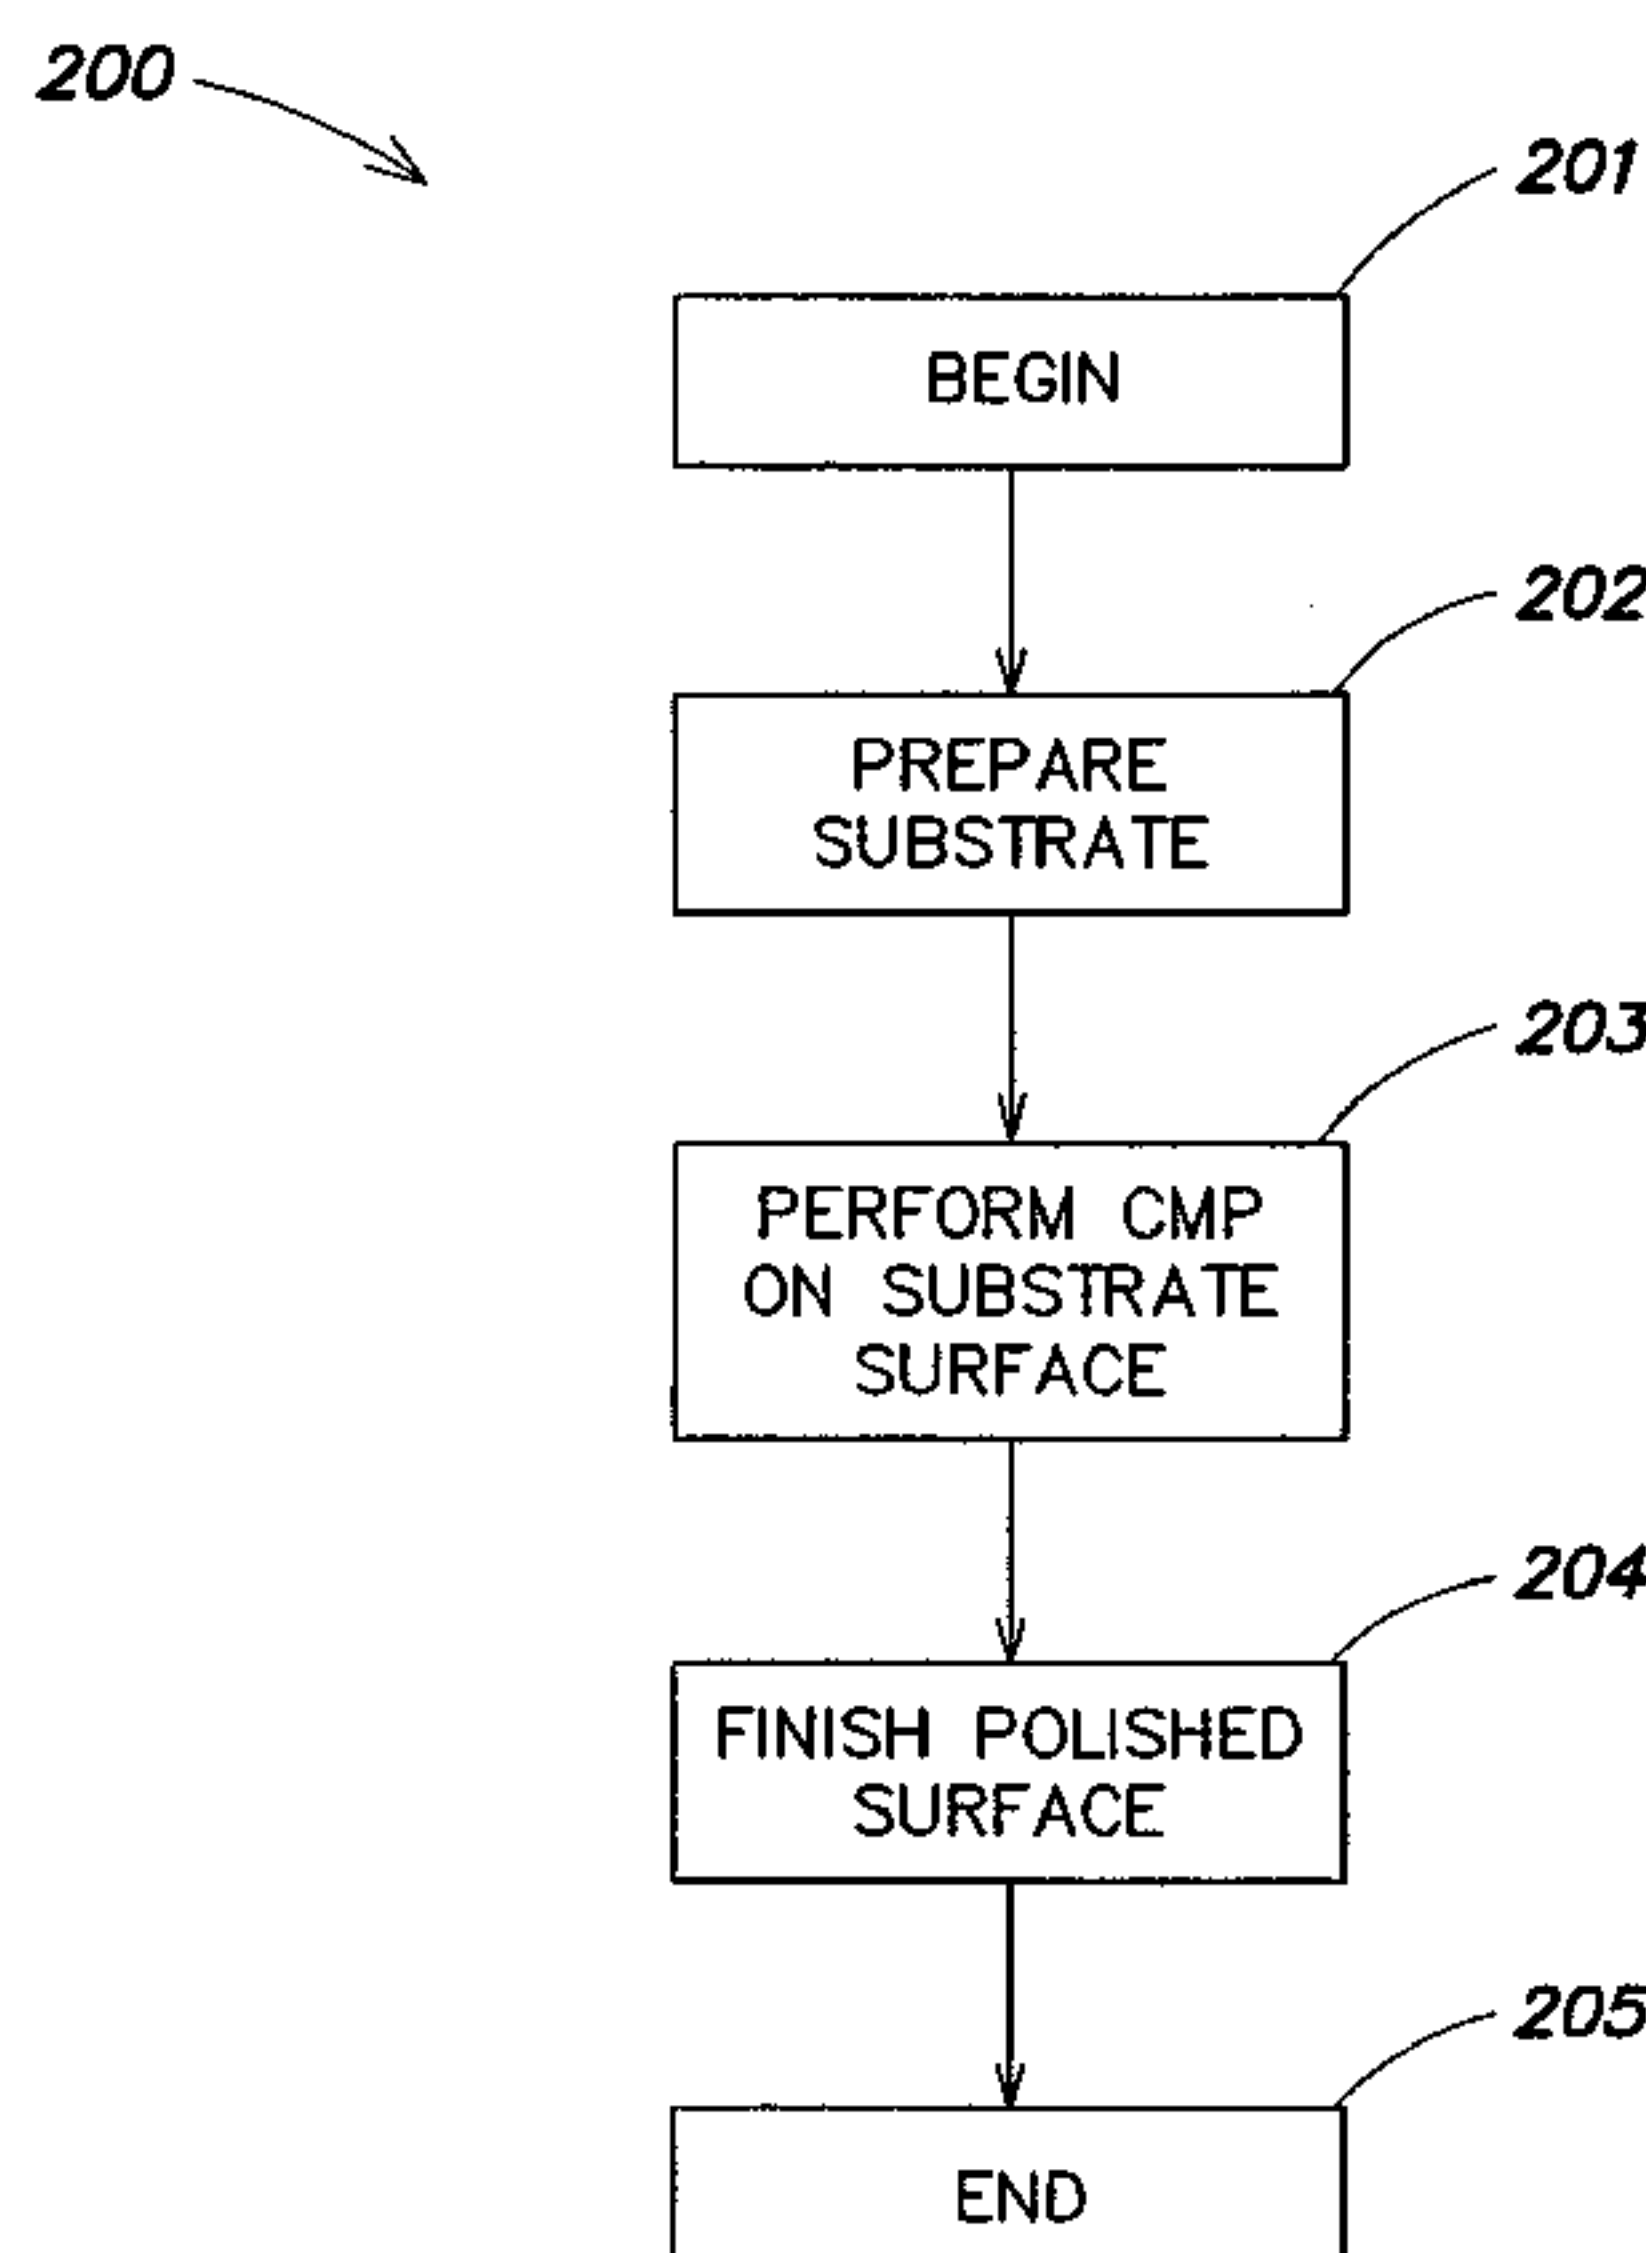 200
201
BEGIN
202
PREPARE
SUBSTRATE
203
PERFORM CMP
ON SUBSTRATE
SURFACE
204
FINISH POLISHED
SURFACE
205
END